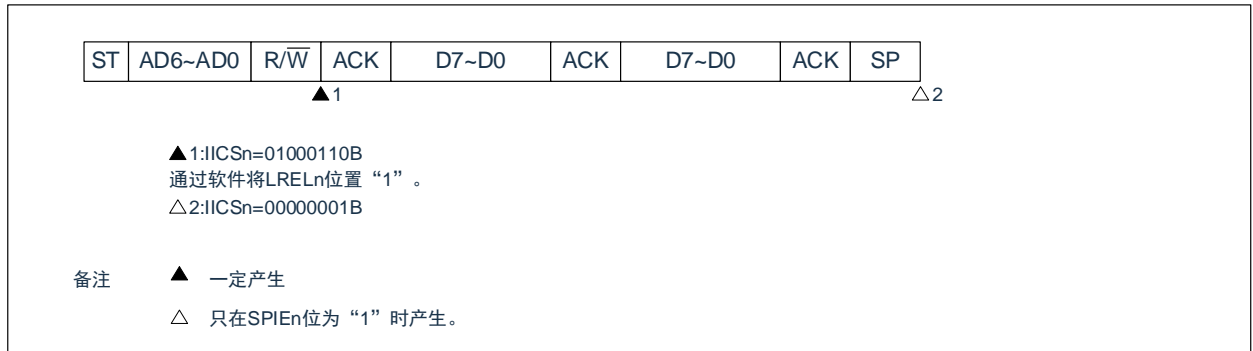 ST AD6~AD0 R/W̅ ACK D7~D0 ACK D7~D0 ACK SP
▲1 △2
▲1:IICSn=01000110B
通过软件将LRELn位置“1”。
△2:IICSn=00000001B
备注 ▲ 一定产生
△ 只在SPIEn位为“1”时产生。